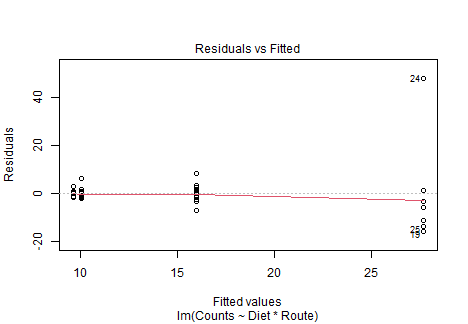 Residuals vs Fitted
Residuals
40
20
0
-20
24
25
19
10
15
20
25
Fitted values
lm(Counts ~ Diet * Route)